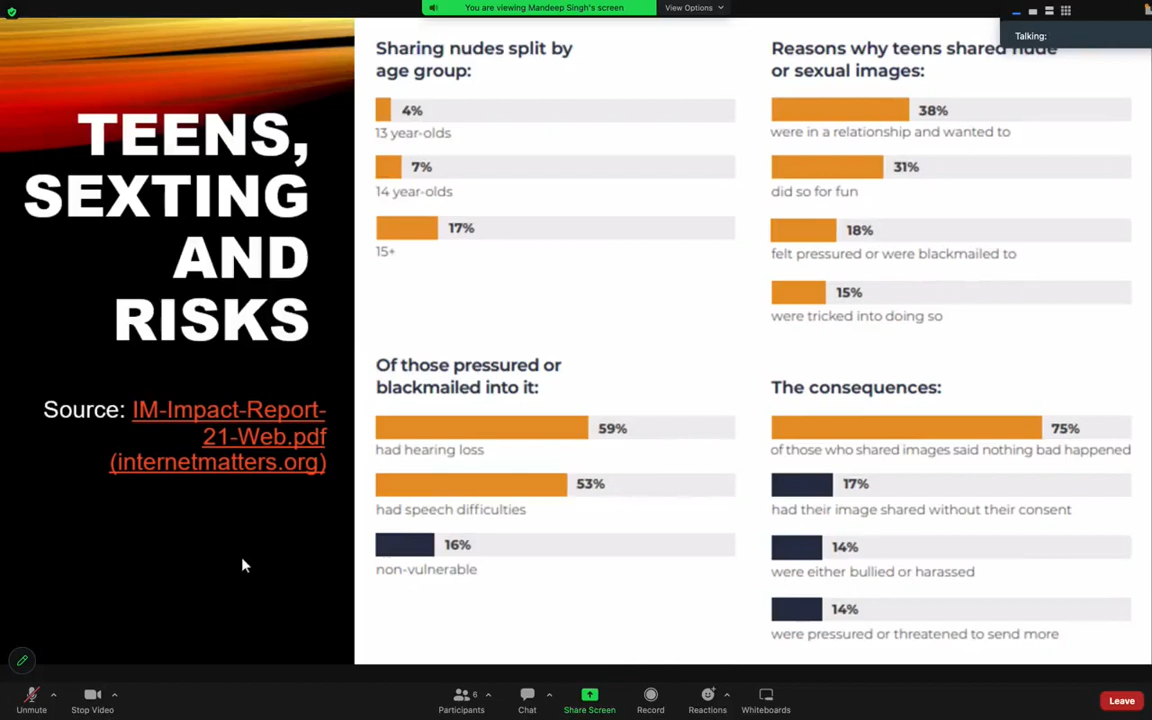 You are viewing Mandeep Singh's screen
View Options
Talking:
TEENS,
SEXTING
AND
RISKS
Source: IM-Impact-Report-
21-Web.pdf
(internetmatters.org)
Sharing nudes split by
age group:
4%
13 year-olds
7%
14 year-olds
17%
15+
Reasons why teens shared nude
or sexual images:
38%
were in a relationship and wanted to
31%
did so for fun
18%
felt pressured or were blackmailed to
15%
were tricked into doing so
Of those pressured or
blackmailed into it:
59%
had hearing loss
53%
had speech difficulties
16%
non-vulnerable
The consequences:
75%
of those who shared images said nothing bad happened
17%
had their image shared without their consent
14%
were either bullied or harassed
14%
were pressured or threatened to send more
Unmute
Stop Video
Participants
6
Chat
Share Screen
Record
Reactions
Whiteboards
Leave